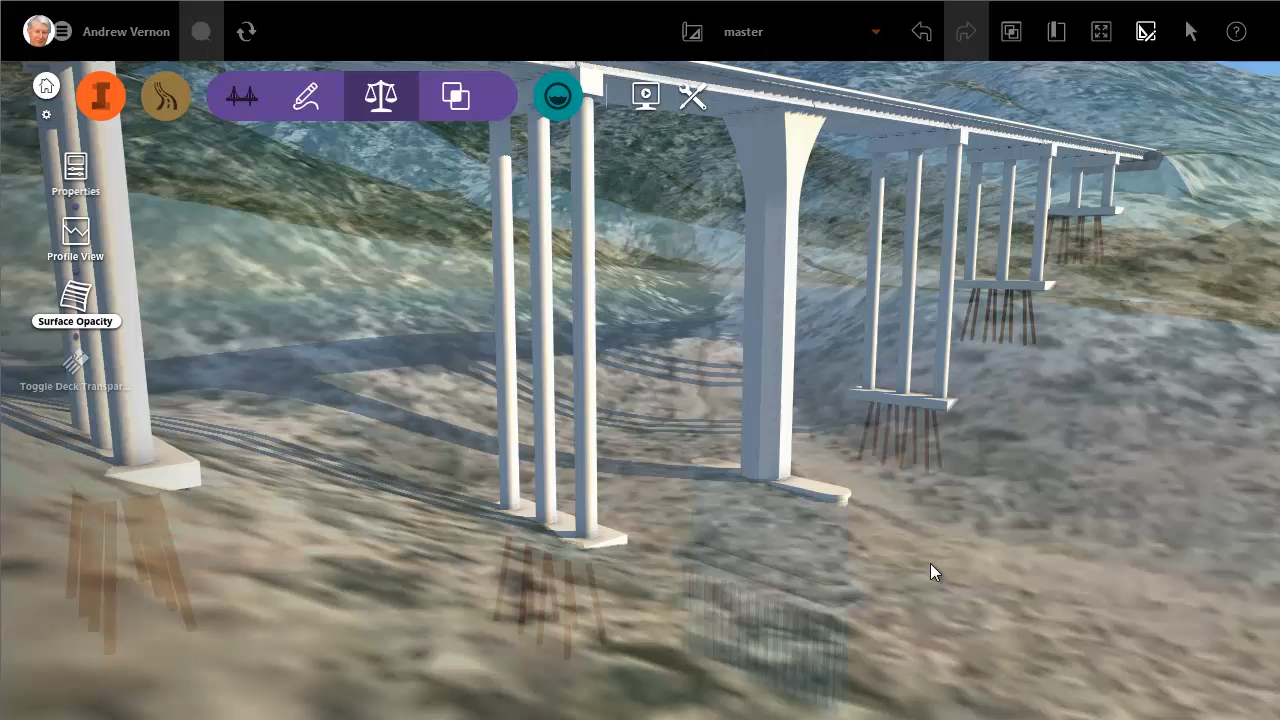 Andrew Vernon
master
Properties
Profile View
Surface Opacity
Toggle Deck Transpar...